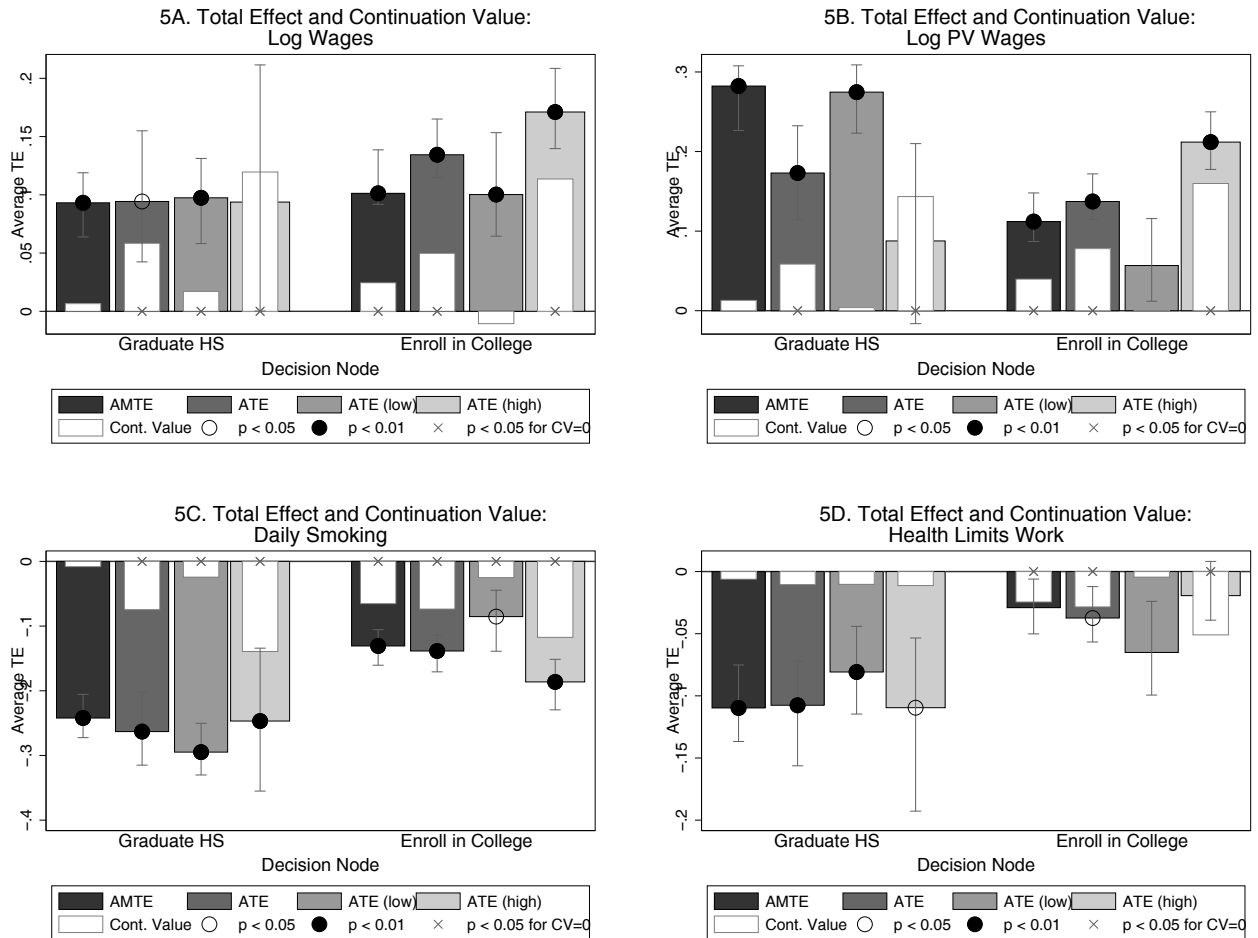 5A. Total Effect and Continuation Value:
Log Wages
Average TE
.2
.15
.1
.05
0
Graduate HS Enroll in College
Decision Node
AMTE ATE ATE (low) ATE (high)
Cont. Value p < 0.05 p < 0.01 p < 0.05 for CV=0
5B. Total Effect and Continuation Value:
Log PV Wages
Average TE
.3
.2
.1
0
Graduate HS Enroll in College
Decision Node
AMTE ATE ATE (low) ATE (high)
Cont. Value p < 0.05 p < 0.01 p < 0.05 for CV=0
5C. Total Effect and Continuation Value:
Daily Smoking
Average TE
0
-.1
-.2
-.3
-.4
Graduate HS Enroll in College
Decision Node
AMTE ATE ATE (low) ATE (high)
Cont. Value p < 0.05 p < 0.01 p < 0.05 for CV=0
5D. Total Effect and Continuation Value:
Health Limits Work
Average TE
0
-.05
-.1
-.15
-.2
Graduate HS Enroll in College
Decision Node
AMTE ATE ATE (low) ATE (high)
Cont. Value p < 0.05 p < 0.01 p < 0.05 for CV=0